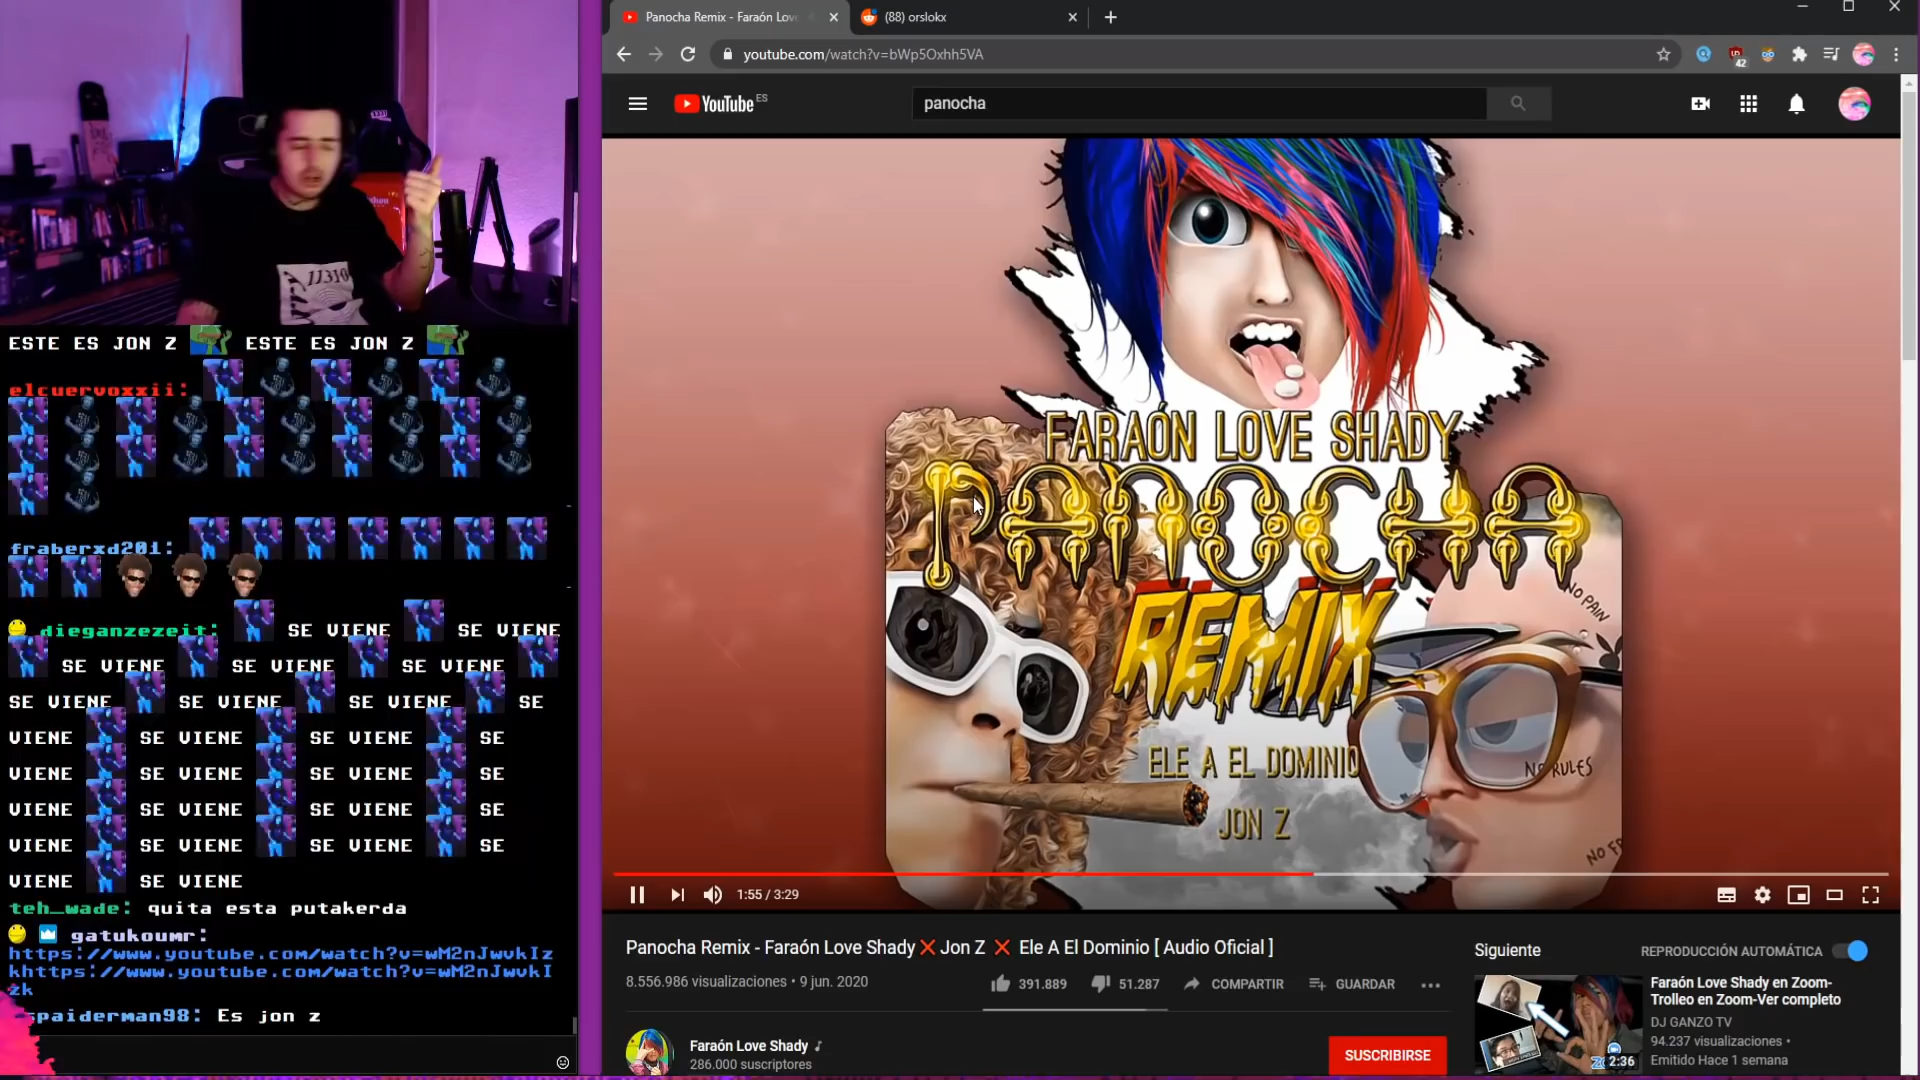 Panocha Remix - Faraón Lov
(88) orslokx
youtube.com/watch?v=bWp5Oxhh5VA
42
YouTube ES
panocha
11310
ESTE ES JON Z ESTE ES JON Z
elcuervoxxii:
fraberxd201:
dieganzezeit: SE VIENE SE VIENE
SE VIENE SE VIENE SE VIENE
SE VIENE SE VIENE SE VIENE SE
VIENE SE VIENE SE VIENE SE
VIENE SE VIENE SE VIENE SE
VIENE SE VIENE SE VIENE SE
VIENE SE VIENE SE VIENE SE
VIENE SE VIENE
teh_wade: quita esta putakerda
gatukoumr:
https://www.youtube.com/watch?v=wM2nJwvkIz
khttps://www.youtube.com/watch?v=wM2nJwvkI
zk
spaiderman98: Es jon z
FARAÓN LOVE SHADY
PANOCHA
REMIX
ELE A EL DOMINIO
JON Z
NO PAIN
NO RULES
1:55 / 3:29
Panocha Remix - Faraón Love Shady ❌ Jon Z ❌ Ele A El Dominio [ Audio Oficial ]
8.556.986 visualizaciones • 9 jun. 2020
391.889
51.287
COMPARTIR
GUARDAR
Faraón Love Shady
286.000 suscriptores
SUSCRIBIRSE
Siguiente
REPRODUCCIÓN AUTOMÁTICA
Faraón Love Shady en Zoom-
Trolleo en Zoom-Ver completo
DJ GANZO TV
94.237 visualizaciones •
Emitido Hace 1 semana
2:36